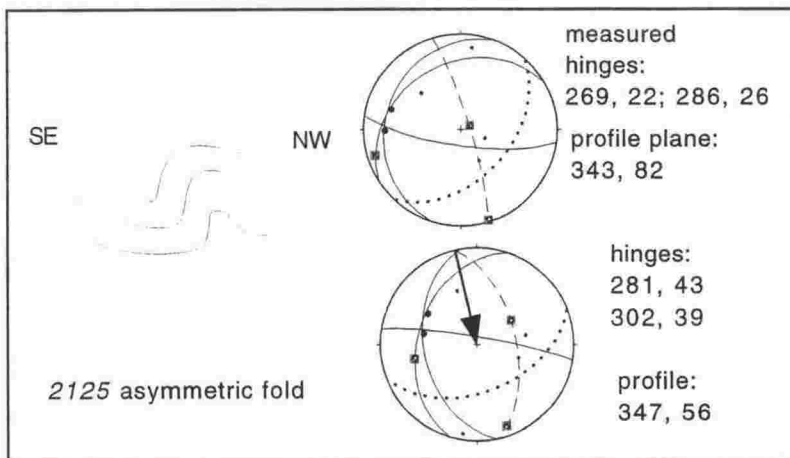 measured
hinges:
269, 22; 286, 26
SE
NW
profile plane:
343, 82
hinges:
281, 43
302, 39
profile:
347, 56
2125 asymmetric fold